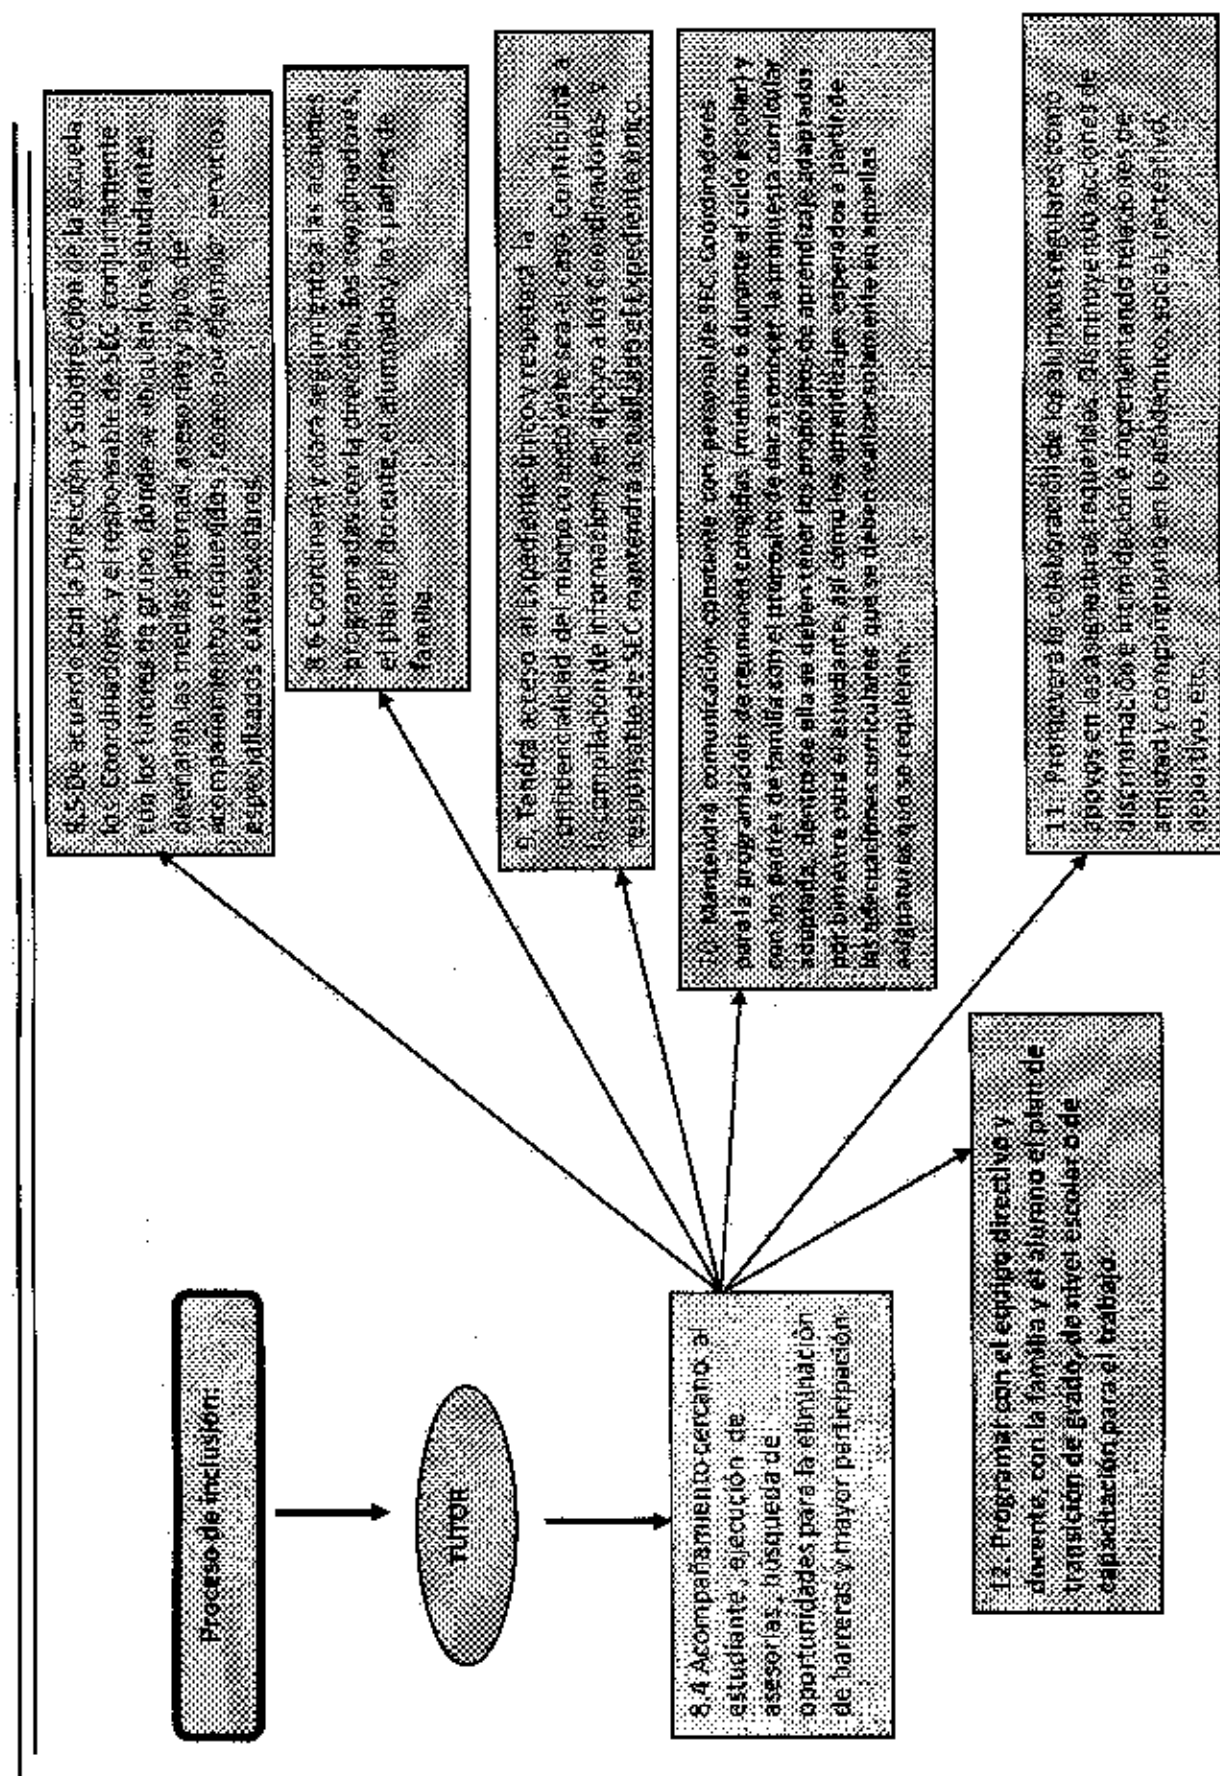 Proceso de inclusión:
TUTOR
8.4 Acompañamiento cercano, al
estudiante, ejecución de
asesorías, búsqueda de
oportunidades para la eliminación
de barreras y mayor participación
8.5 De acuerdo con la Dirección y Subdirección de la escuela
los Coordinadores, y el responsable de SEC conjuntamente
con los tutores de grupo, donde se ubiquen los estudiantes
deberán las medias internas, asesorías y apoyos de
acompañamientos requeridos, como por ejemplo: servicios
especializados extraescolares.
8.6 Coordinara y dará seguimiento a las acciones
programadas con la dirección, los coordinadores,
el plantel docente, el alumnado y los padres de
familia.
9. Tendrá acceso al Expediente único y respetará la
confidencialidad del mismo cuando este sea el caso. Contribuirá a
la compilación de información y en apoyo a los coordinadores y
responsable de SEC mantendrá actualizado el Expediente único.
10. Mantendrá comunicación constante con personal de SEC, Coordinadores
para la programación de reuniones colegiadas (mínimo 6 durante el ciclo escolar) y
con los padres de familia con el propósito de dar a conocer la propuesta curricular
adaptada, dentro de ella se deben tener los propósitos de aprendizaje adaptados
por bimestre para el estudiante, así como los aprendizajes esperados a partir de
las adecuaciones curriculares que se deben realizar solamente en aquellas
asignaturas que se requieran.
11. Promoverá la colaboración de los alumnos regulares como
apoyos en las asignaturas requeridas. Disminuyendo acciones de
discriminación e intimidación e incrementando relaciones de
amistad y compañerismo en lo académico, social, recreativo,
deportivo, etc.
12. Programar con el equipo directivo y
docente, con la familia y el alumno el plan de
transición de grado, de nivel escolar o de
capacitación para el trabajo.